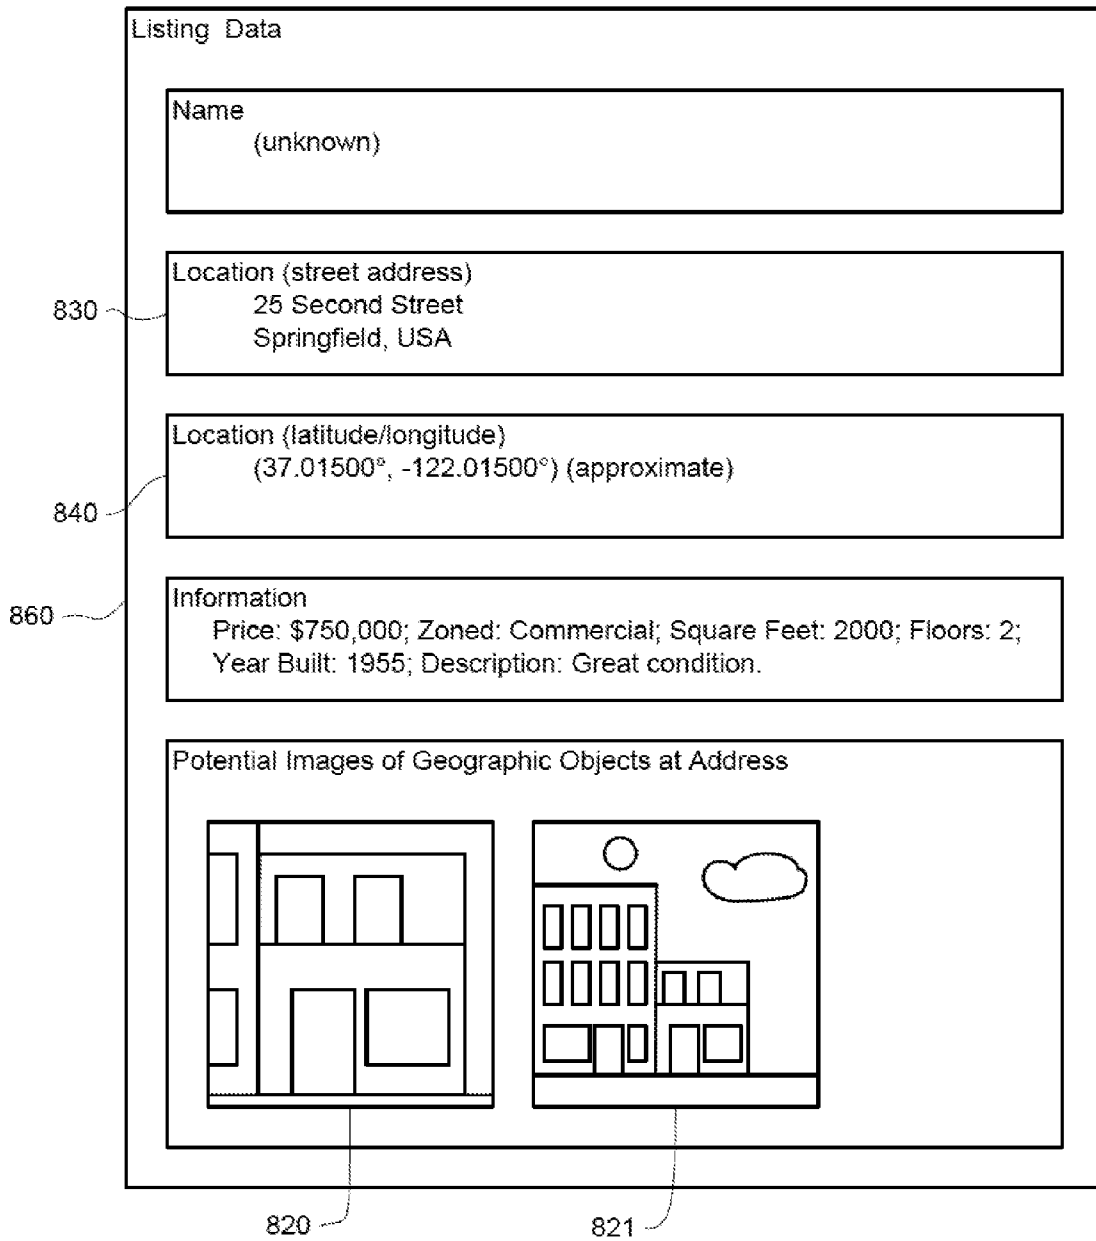 Listing Data
Name
(unknown)
Location (street address)
830
25 Second Street
Springfield, USA
Location (latitude/longitude)
(37.01500°, -122.01500°) (approximate)
840
Information
860
Price: $750,000; Zoned: Commercial; Square Feet: 2000; Floors: 2;
Year Built: 1955; Description: Great condition.
Potential Images of Geographic Objects at Address
820
821